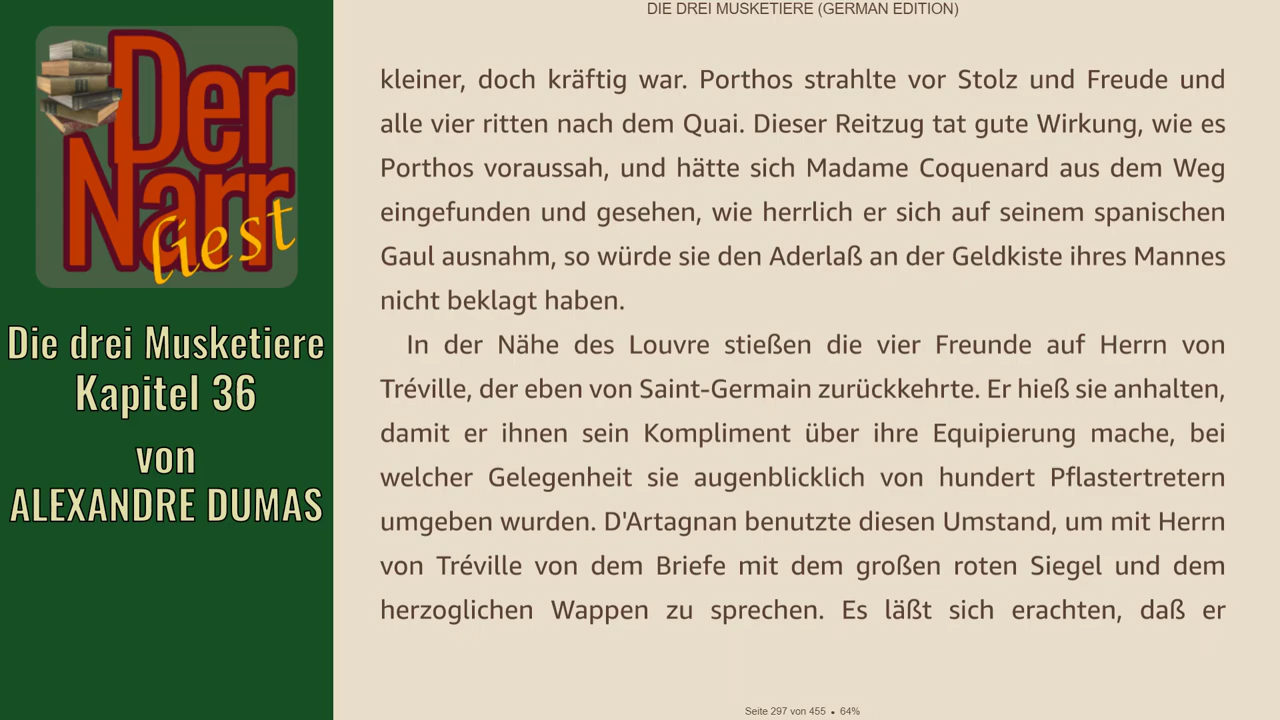 Der
Narr
liest
Die drei Musketiere
Kapitel 36
von
ALEXANDRE DUMAS
DIE DREI MUSKETIERE (GERMAN EDITION)
kleiner, doch kräftig war. Porthos strahlte vor Stolz und Freude und
alle vier ritten nach dem Quai. Dieser Reitzug tat gute Wirkung, wie es
Porthos voraussah, und hätte sich Madame Coquenard aus dem Weg
eingefunden und gesehen, wie herrlich er sich auf seinem spanischen
Gaul ausnahm, so würde sie den Aderlaß an der Geldkiste ihres Mannes
nicht beklagt haben.
In der Nähe des Louvre stießen die vier Freunde auf Herrn von
Tréville, der eben von Saint-Germain zurückkehrte. Er hieß sie anhalten,
damit er ihnen sein Kompliment über ihre Equipierung mache, bei
welcher Gelegenheit sie augenblicklich von hundert Pflastertretern
umgeben wurden. D'Artagnan benutzte diesen Umstand, um mit Herrn
von Tréville von dem Briefe mit dem großen roten Siegel und dem
herzoglichen Wappen zu sprechen. Es läßt sich erachten, daß er
Seite 297 von 455 • 64%